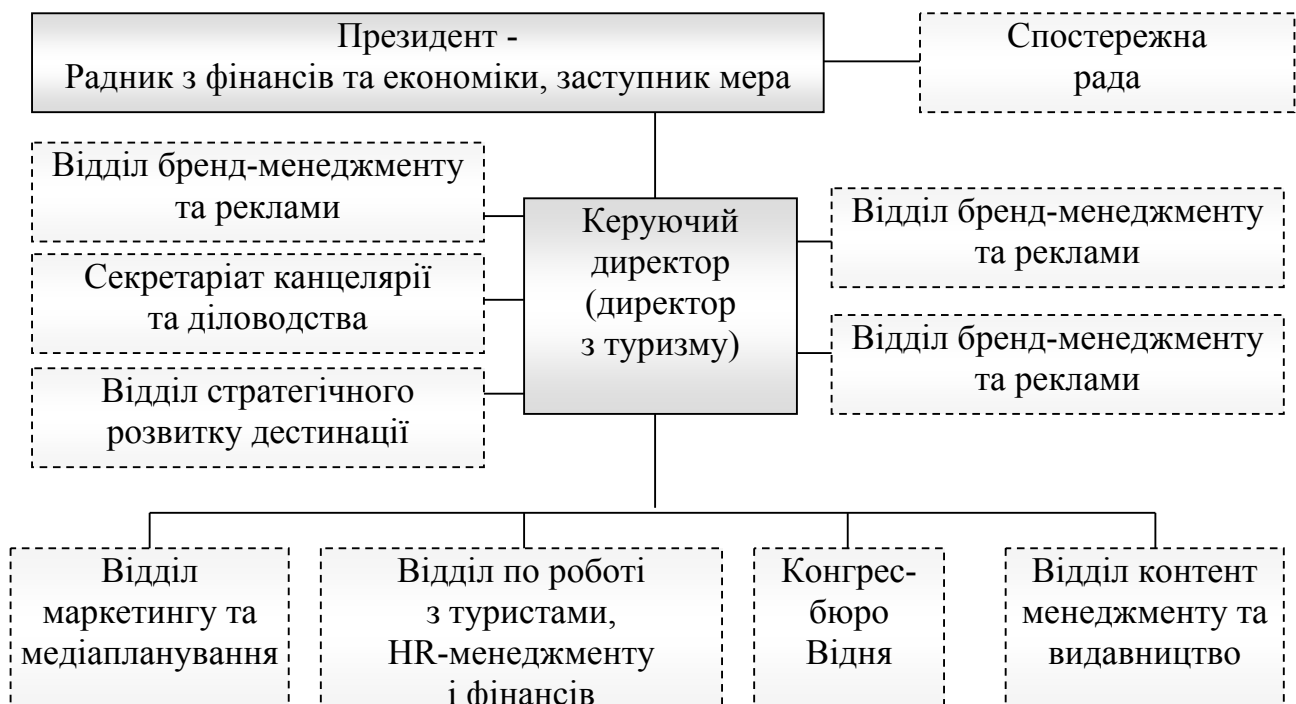 Президент -
Радник з фінансів та економіки, заступник мера
Спостережна
рада
Відділ бренд-менеджменту
та реклами
Секретаріат канцелярії
та діловодства
Відділ стратегічного
розвитку дестинації
Керуючий
директор
(директор
з туризму)
Відділ бренд-менеджменту
та реклами
Відділ бренд-менеджменту
та реклами
Відділ
маркетингу та
медіапланування
Відділ по роботі
з туристами,
HR-менеджменту
і фінансів
Конгрес-
бюро
Відня
Відділ контент
менеджменту та
видавництво